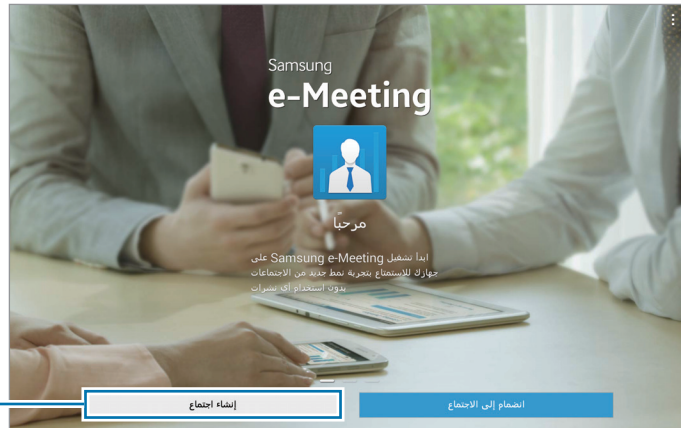 Samsung
e-Meeting
مرحبًا
ابدأ تشغيل Samsung e-Meeting على
جهازك للاستمتاع بتجربة نمط جديد من الاجتماعات
بدون استخدام أي نشرات
إنشاء اجتماع
انضمام إلى الاجتماع